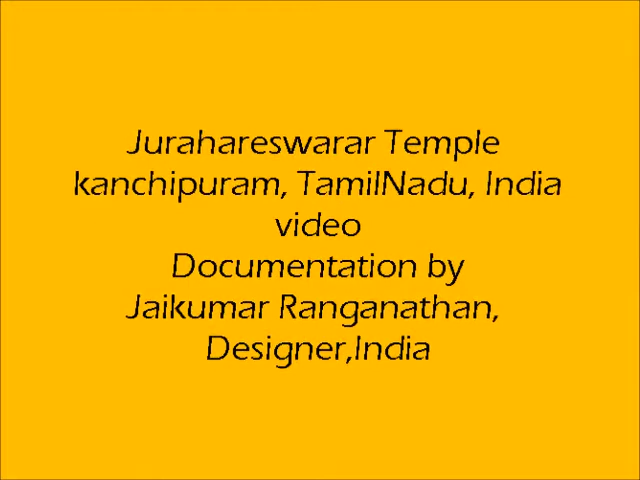 Jurahareswarar Temple
kanchipuram, TamilNadu, India
video
Documentation by
Jaikumar Ranganathan,
Designer,India